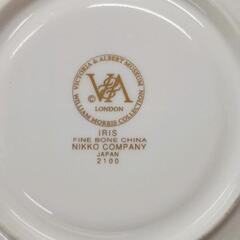 VICTORIA & ALBERT MUSEUM
V&A
©
LONDON
WILLIAM MORRIS COLLECTION
IRIS
FINE BONE CHINA
NIKKO COMPANY
JAPAN
2100